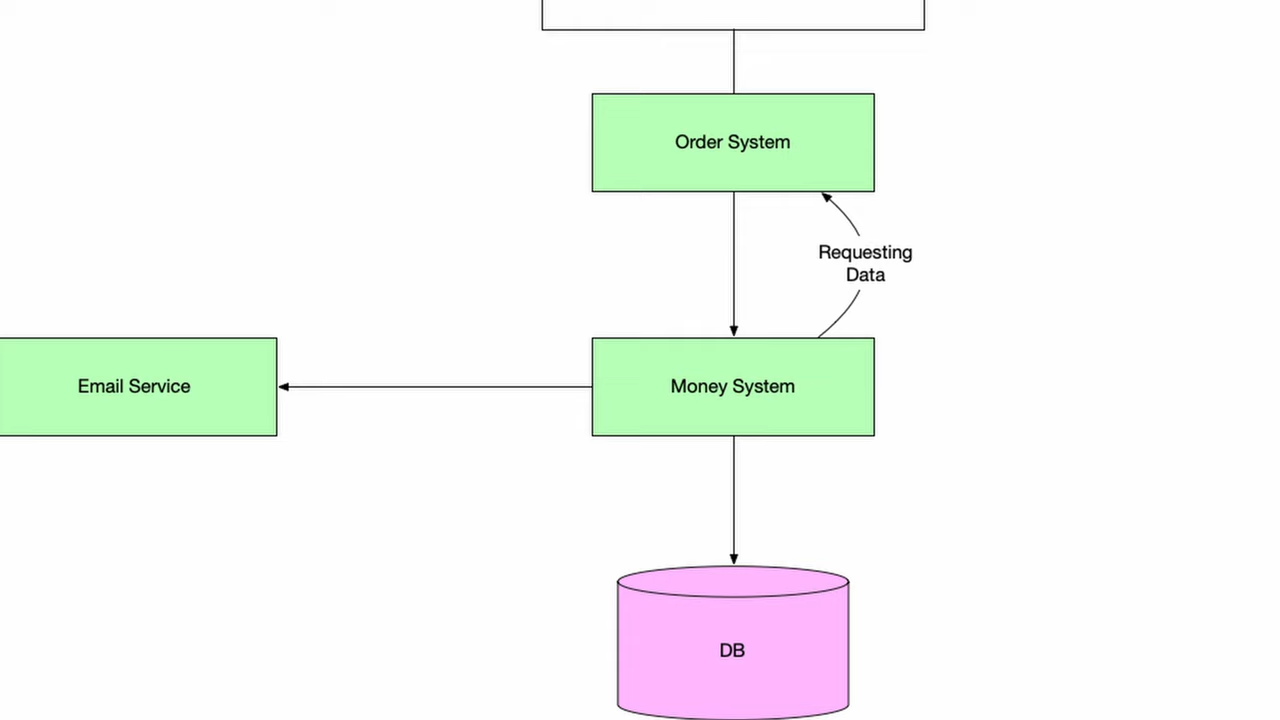 Order System
Requesting
Data
Email Service
Money System
DB